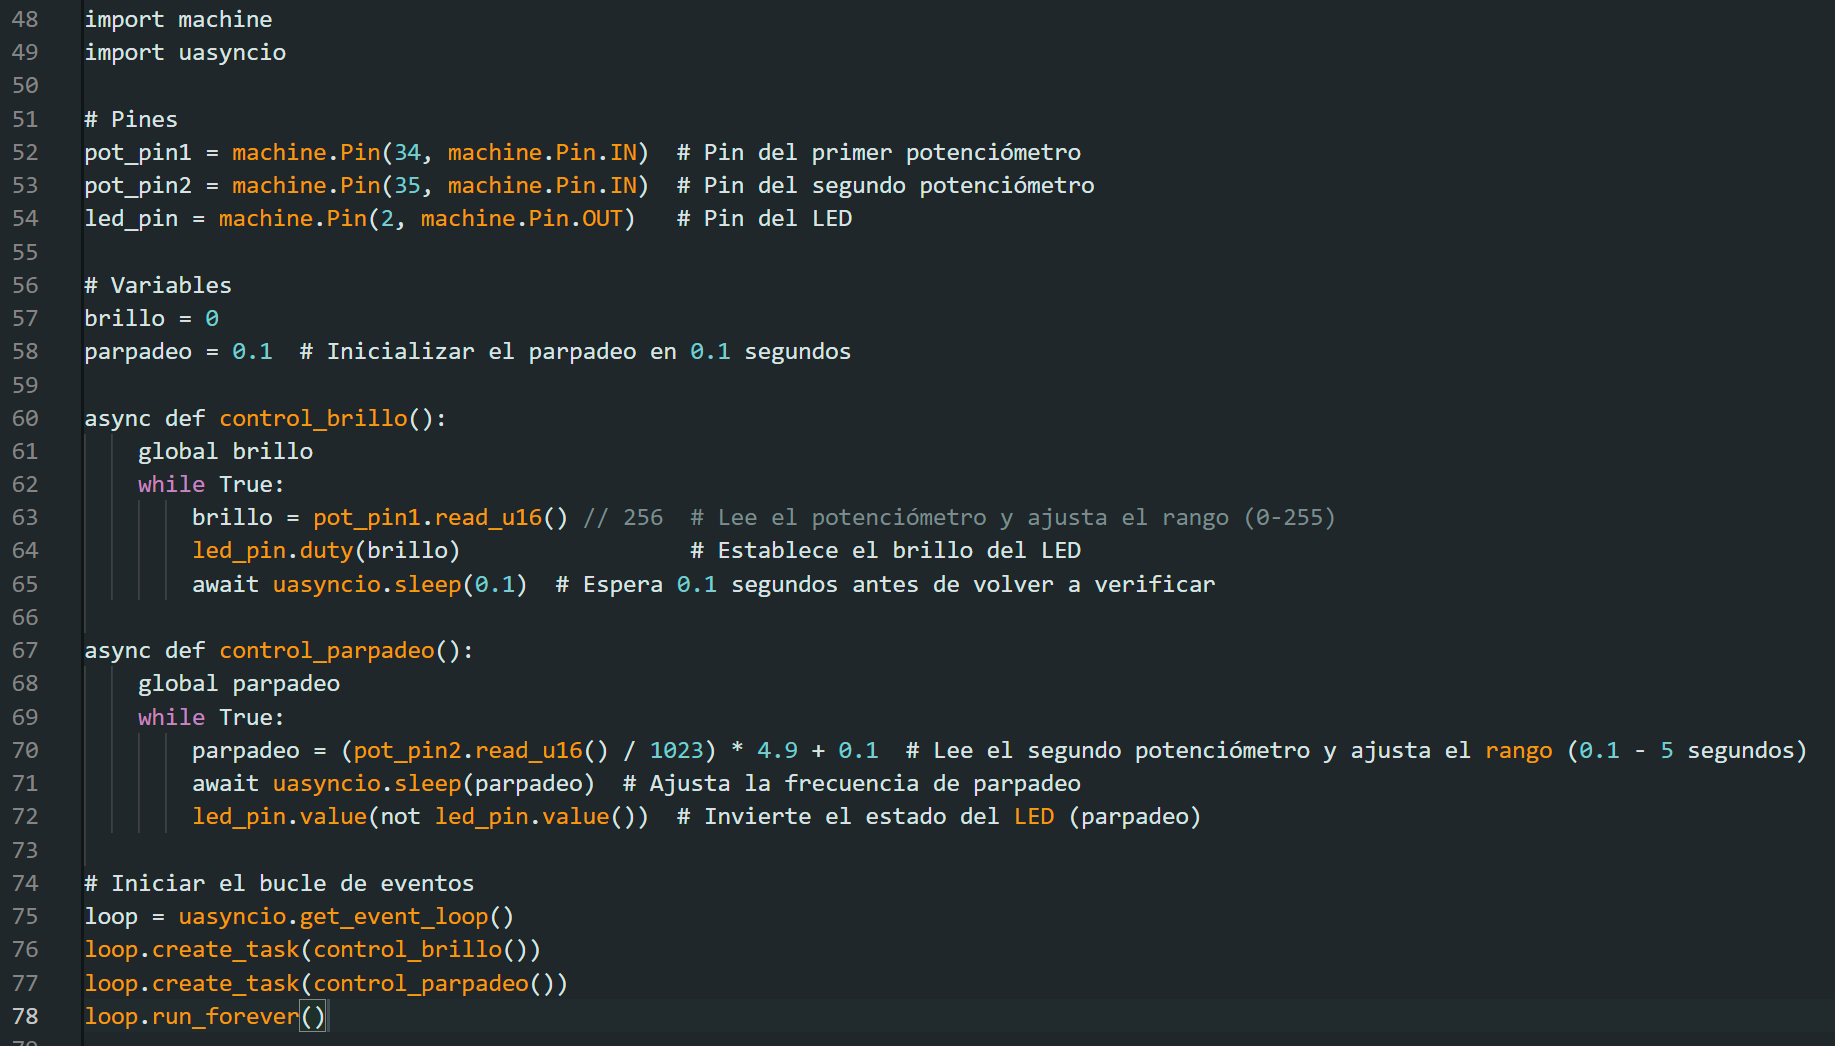 48 import machine
49 import uasyncio
50
51 # Pines
52 pot_pin1 = machine.Pin(34, machine.Pin.IN)  # Pin del primer potenciómetro
53 pot_pin2 = machine.Pin(35, machine.Pin.IN)  # Pin del segundo potenciómetro
54 led_pin = machine.Pin(2, machine.Pin.OUT)   # Pin del LED
55
56 # Variables
57 brillo = 0
58 parpadeo = 0.1  # Inicializar el parpadeo en 0.1 segundos
59
60 async def control_brillo():
61     global brillo
62     while True:
63         brillo = pot_pin1.read_u16() // 256  # Lee el potenciómetro y ajusta el rango (0-255)
64         led_pin.duty(brillo)                 # Establece el brillo del LED
65         await uasyncio.sleep(0.1)  # Espera 0.1 segundos antes de volver a verificar
66
67 async def control_parpadeo():
68     global parpadeo
69     while True:
70         parpadeo = (pot_pin2.read_u16() / 1023) * 4.9 + 0.1  # Lee el segundo potenciómetro y ajusta el rango (0.1 - 5 segundos)
71         await uasyncio.sleep(parpadeo)  # Ajusta la frecuencia de parpadeo
72         led_pin.value(not led_pin.value())  # Invierte el estado del LED (parpadeo)
73
74 # Iniciar el bucle de eventos
75 loop = uasyncio.get_event_loop()
76 loop.create_task(control_brillo())
77 loop.create_task(control_parpadeo())
78 loop.run_forever()